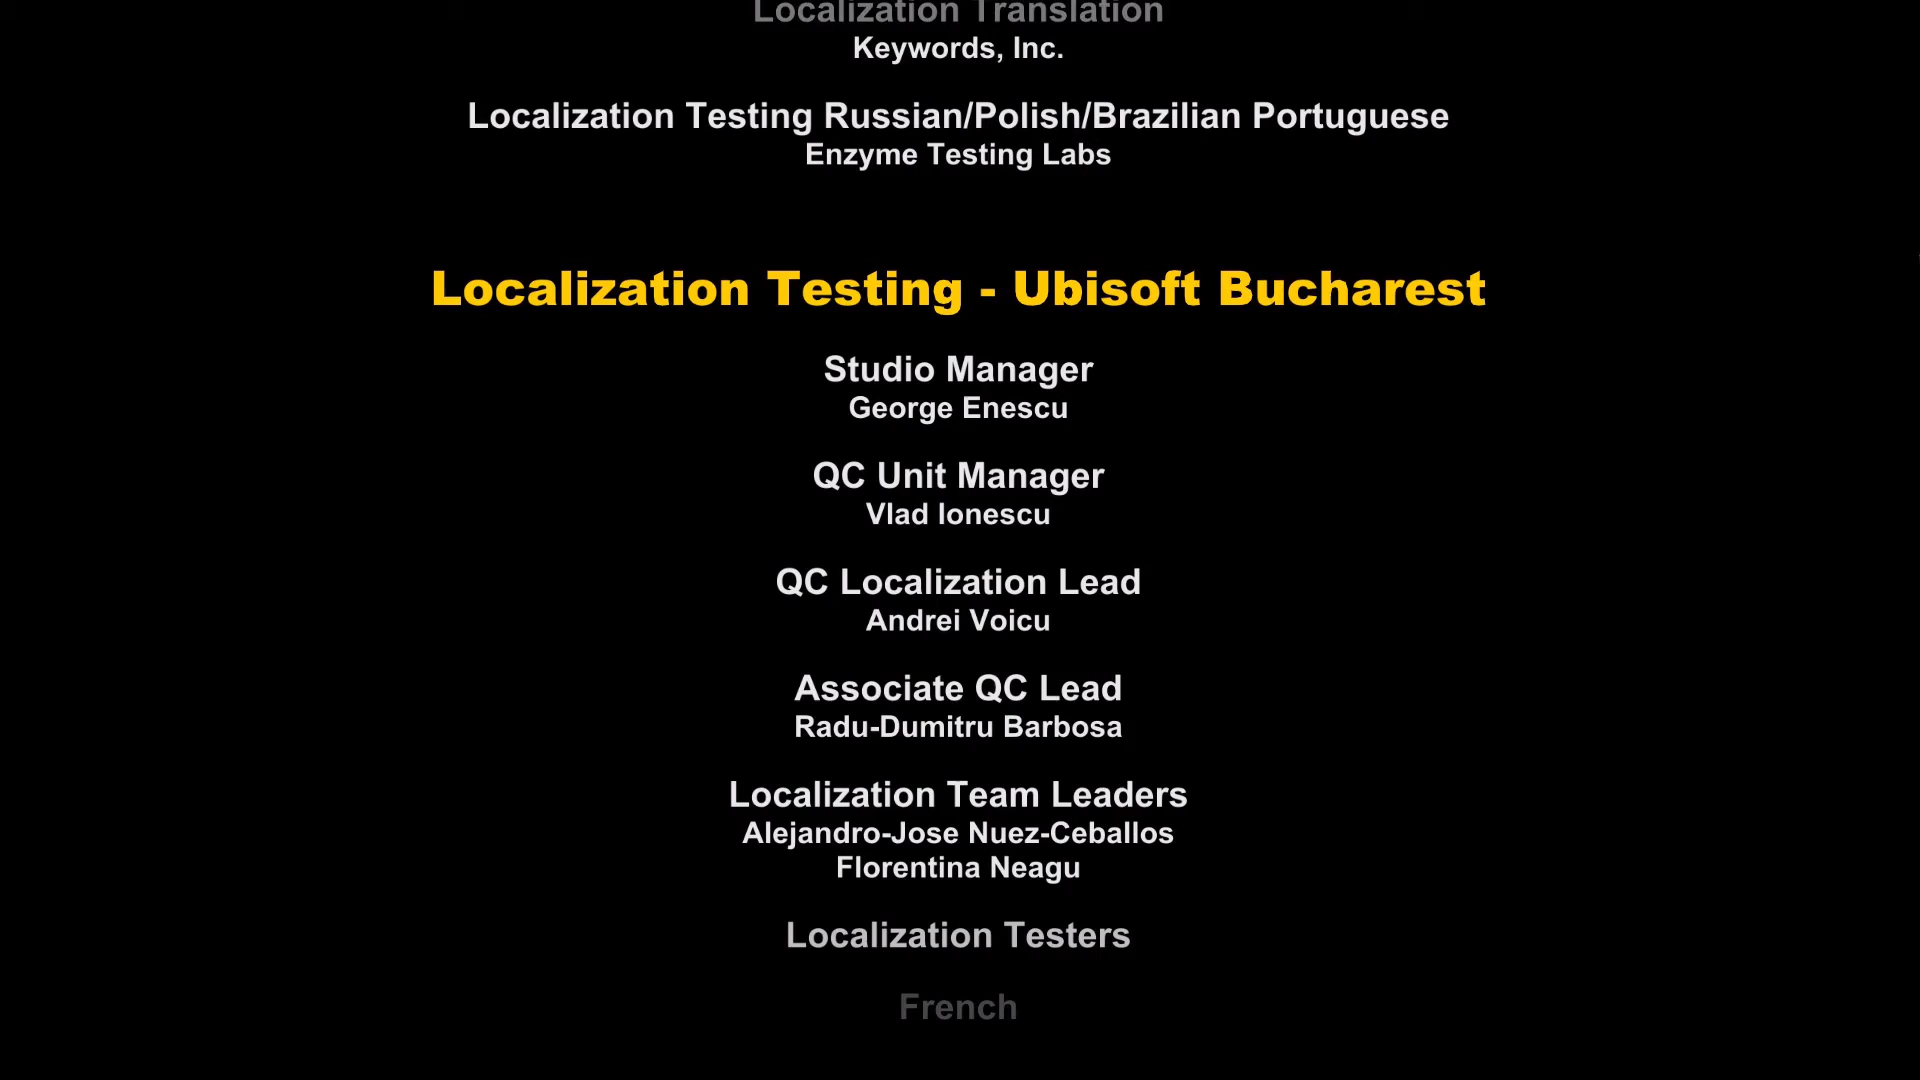 Localization Translation
Keywords, Inc.
Localization Testing Russian/Polish/Brazilian Portuguese
Enzyme Testing Labs
Localization Testing - Ubisoft Bucharest
Studio Manager
George Enescu
QC Unit Manager
Vlad Ionescu
QC Localization Lead
Andrei Voicu
Associate QC Lead
Radu-Dumitru Barbosa
Localization Team Leaders
Alejandro-Jose Nuez-Ceballos
Florentina Neagu
Localization Testers
French